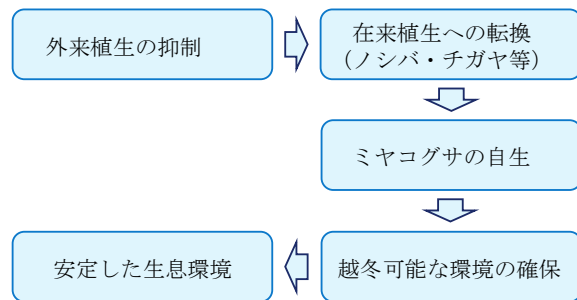 外来植生の抑制
在来植生への転換
（ノシバ・チガヤ等）
ミヤコグサの自生
越冬可能な環境の確保
安定した生息環境